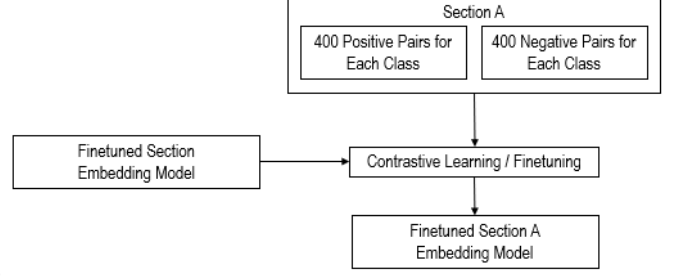 Section A
400 Positive Pairs for
Each Class
400 Negative Pairs for
Each Class
Finetuned Section
Embedding Model
Contrastive Learning / Finetuning
Finetuned Section A
Embedding Model